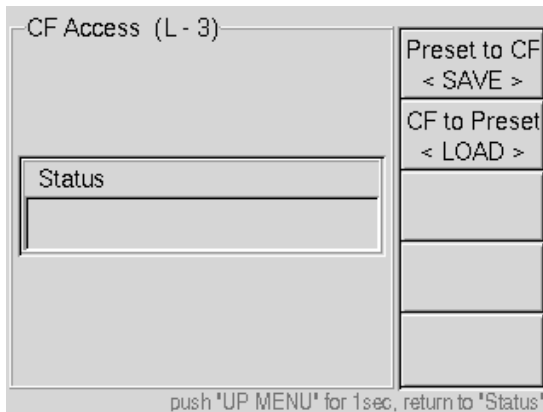 CF Access (L - 3)
Preset to CF
< SAVE >
CF to Preset
< LOAD >
Status
push "UP MENU" for 1sec, return to "Status"